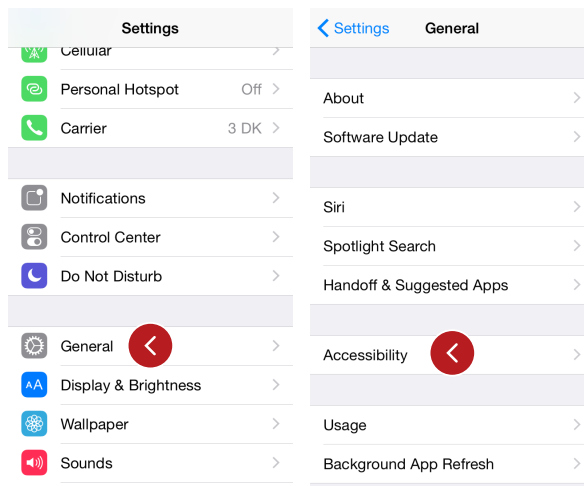 Settings
Cellular
Personal Hotspot Off
Carrier 3 DK
Notifications
Control Center
Do Not Disturb
General
AA Display & Brightness
Wallpaper
Sounds
Settings General
About
Software Update
Siri
Spotlight Search
Handoff & Suggested Apps
Accessibility
Usage
Background App Refresh